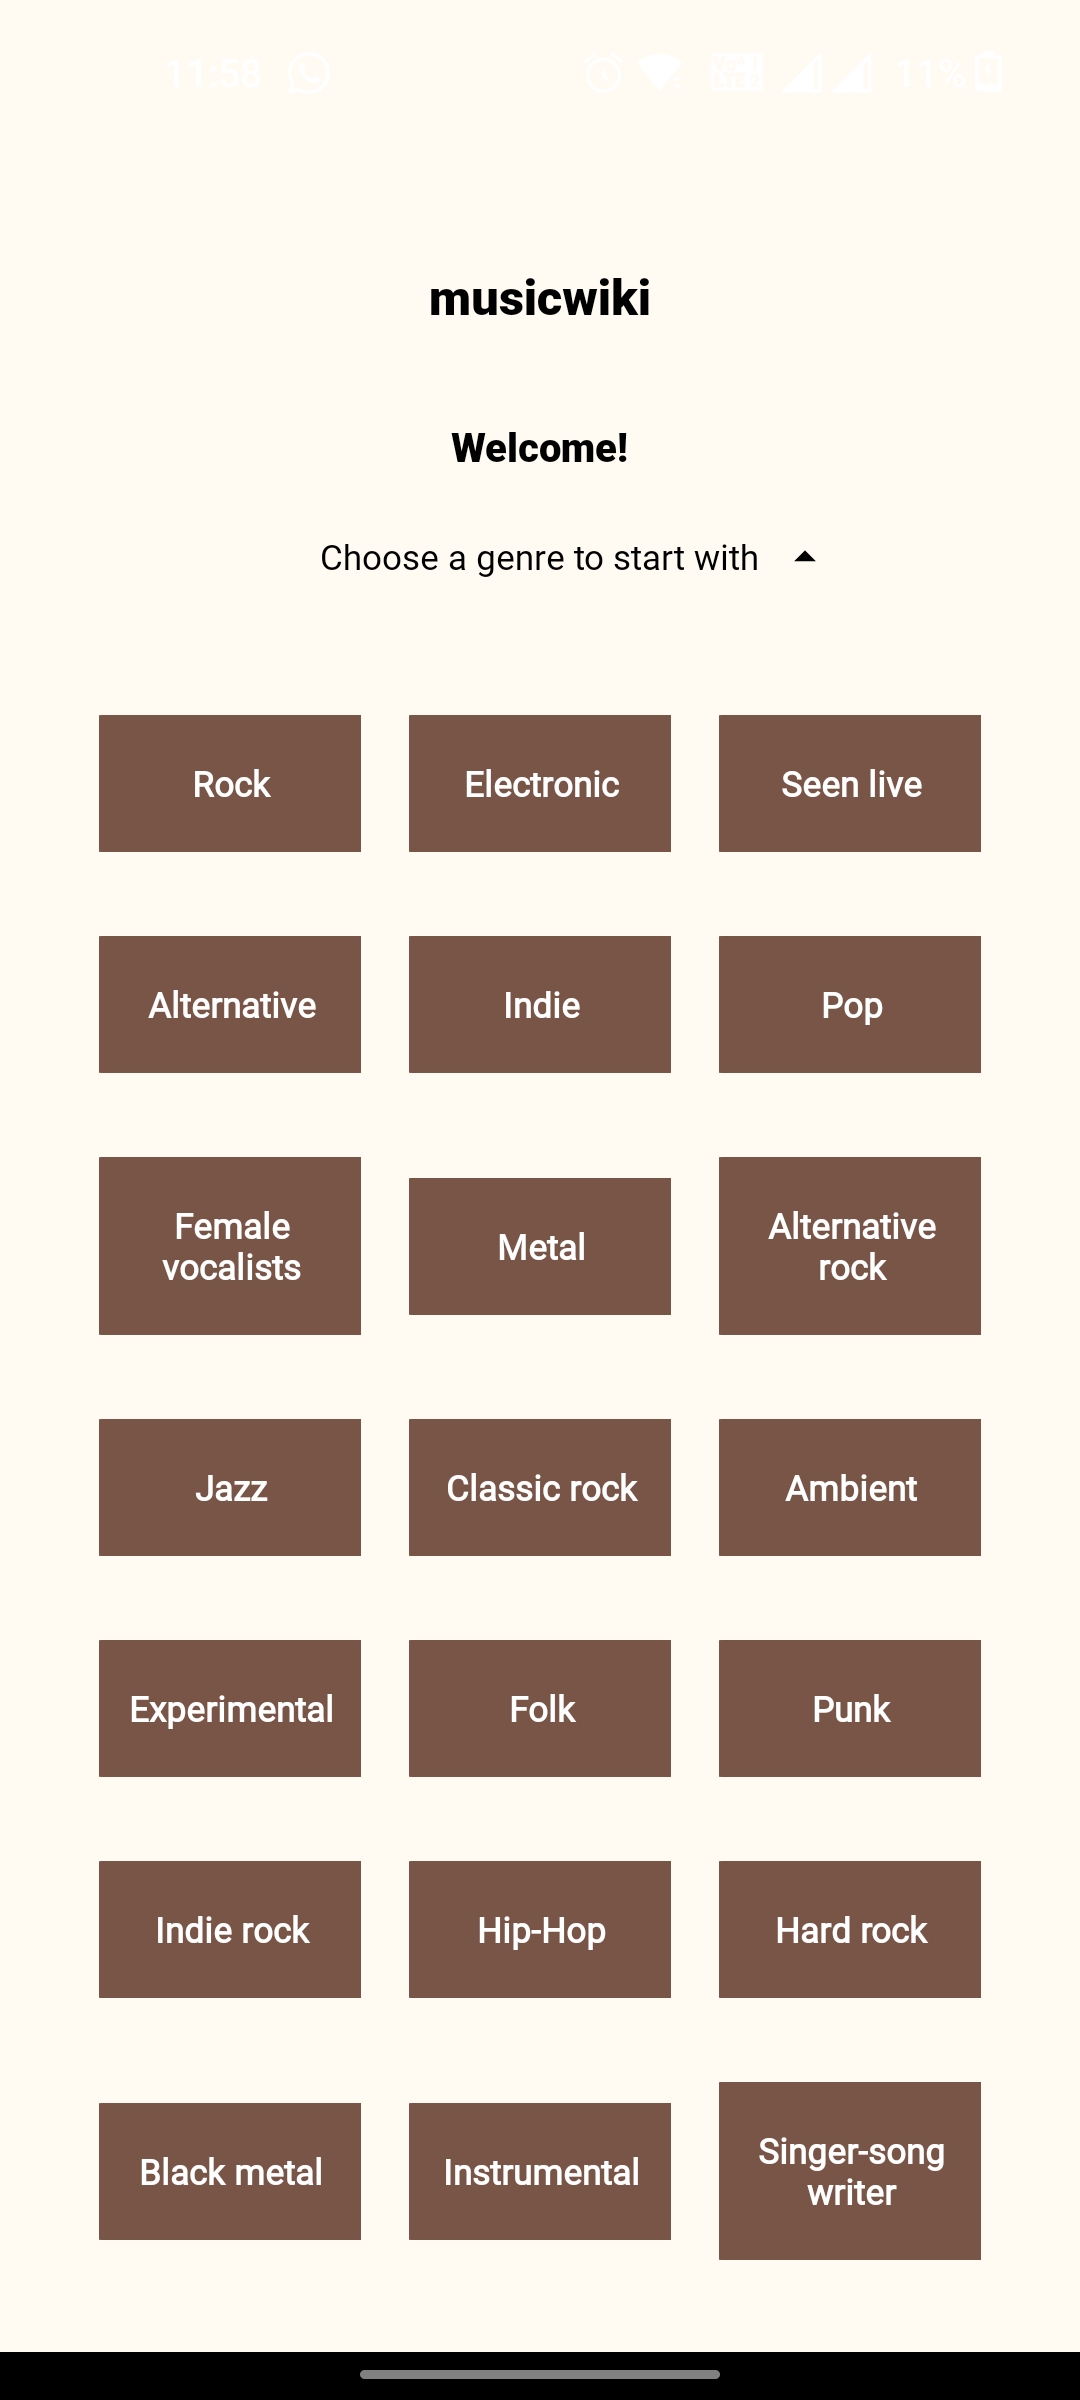 11:58 11%
musicwiki
Welcome!
Choose a genre to start with
Rock Electronic Seen live
Alternative Indie Pop
Female
vocalists
Metal
Alternative
rock
Jazz Classic rock Ambient
Experimental Folk Punk
Indie rock Hip-Hop Hard rock
Black metal Instrumental
Singer-song
writer